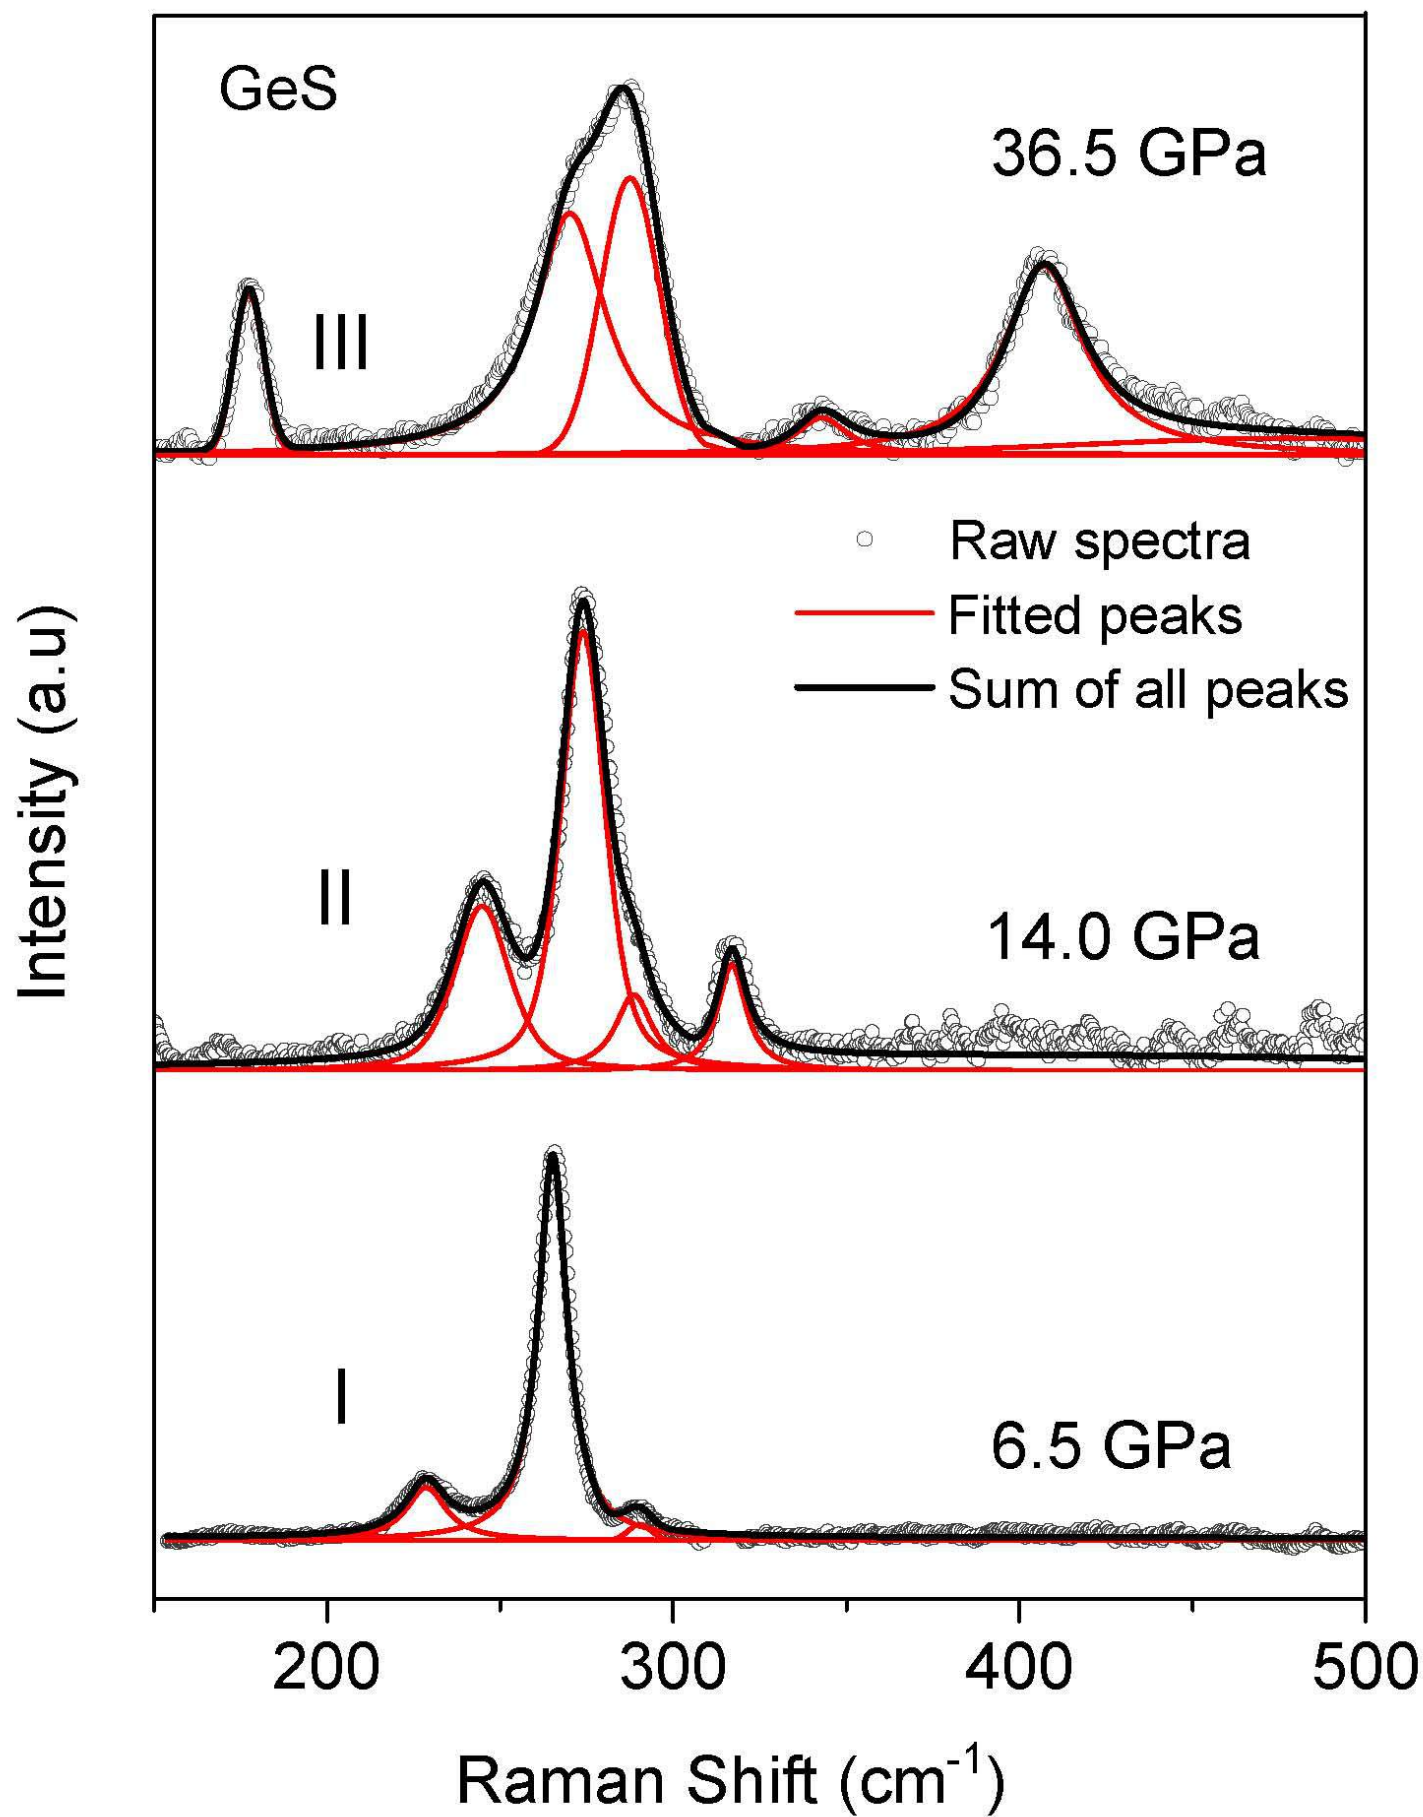 GeS
36.5 GPa
III
Raw spectra
Fitted peaks
Sum of all peaks
II
14.0 GPa
I
6.5 GPa
Intensity (a.u)
200 300 400 500
Raman Shift (cm⁻¹)